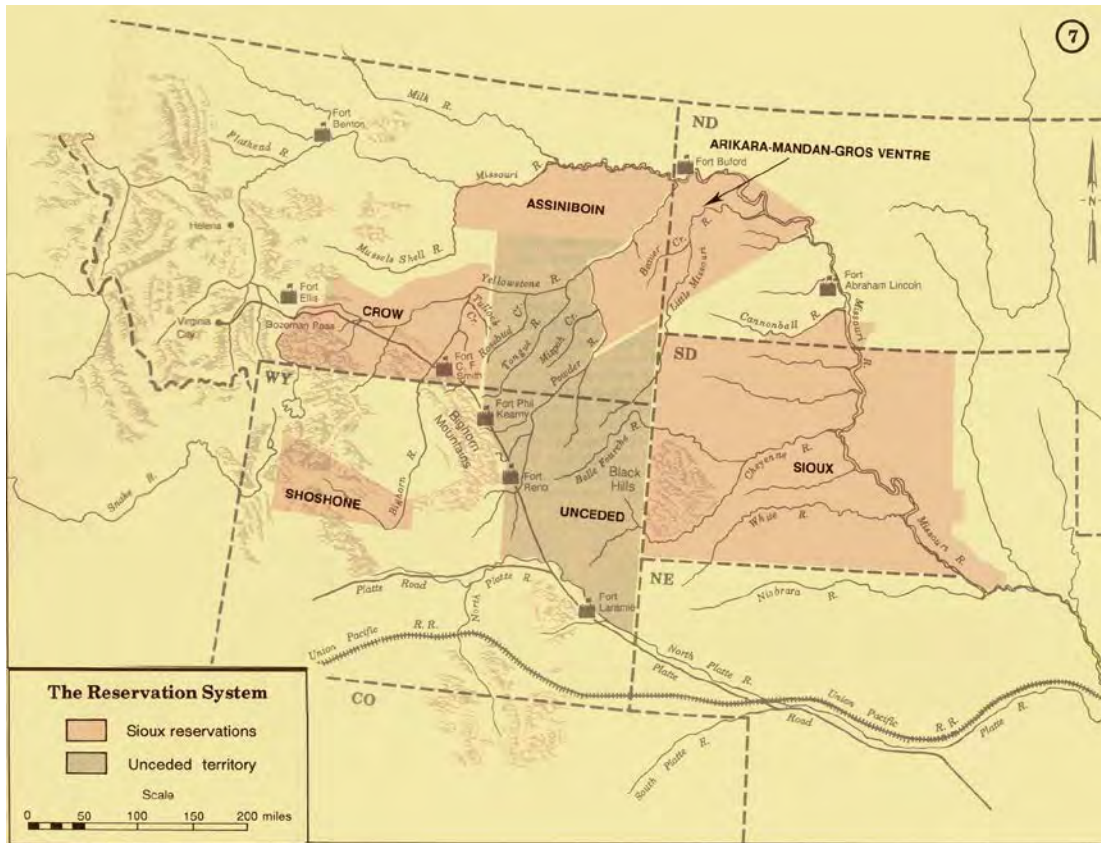 7
Milk R.
ND
Fort
Benton
Flathead R.
Fort Buford
ARIKARA-MANDAN-GROS VENTRE
Missouri R.
ASSINIBOIN
N
Helena
Mussels Shell R.
Beaver Cr.
Little Missouri R.
Yellowstone R.
Fort
Abraham Lincoln
Fort
Ellis
CROW
Tullock Cr.
Rosebud Cr.
Tongue R.
Mizpah Cr.
Powder R.
Cannonball R.
Missouri R.
Virginia
City
Bozeman Pass
SD
WY
Fort
C. F.
Smith
Fort Phil
Kearny
Bighorn
Mountains
Belle Fourche R.
Black
Hills
Cheyenne R.
SIOUX
Snake R.
SHOSHONE
Bighorn R.
Fort
Reno
UNCEDED
White R.
Missouri R.
NE
Platte Road
North Platte R.
Fort
Laramie
Niobrara R.
Union Pacific R. R.
North Platte R.
Platte Road
Union Pacific R. R.
Platte R.
CO
South Platte R.
The Reservation System
Sioux reservations
Unceded territory
Scale
0 50 100 150 200 miles